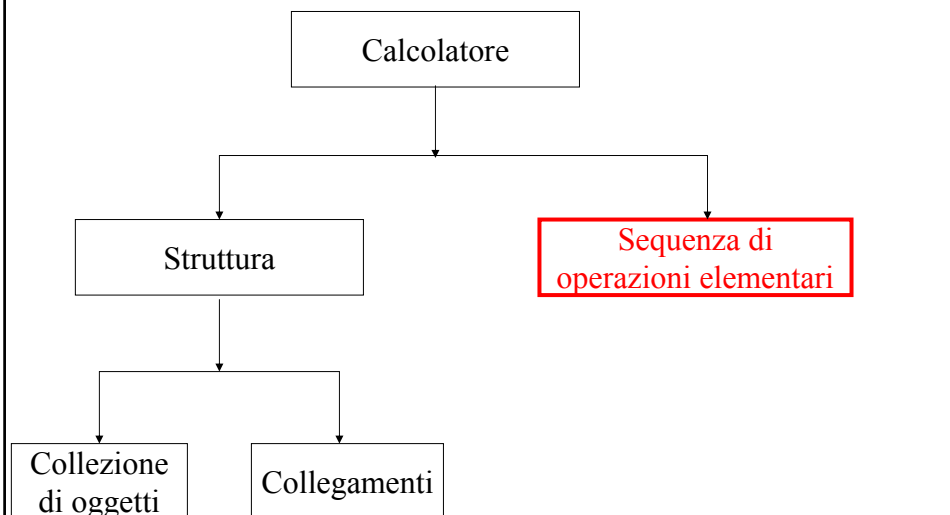 Calcolatore
Struttura
Sequenza di
operazioni elementari
Collezione
di oggetti
Collegamenti